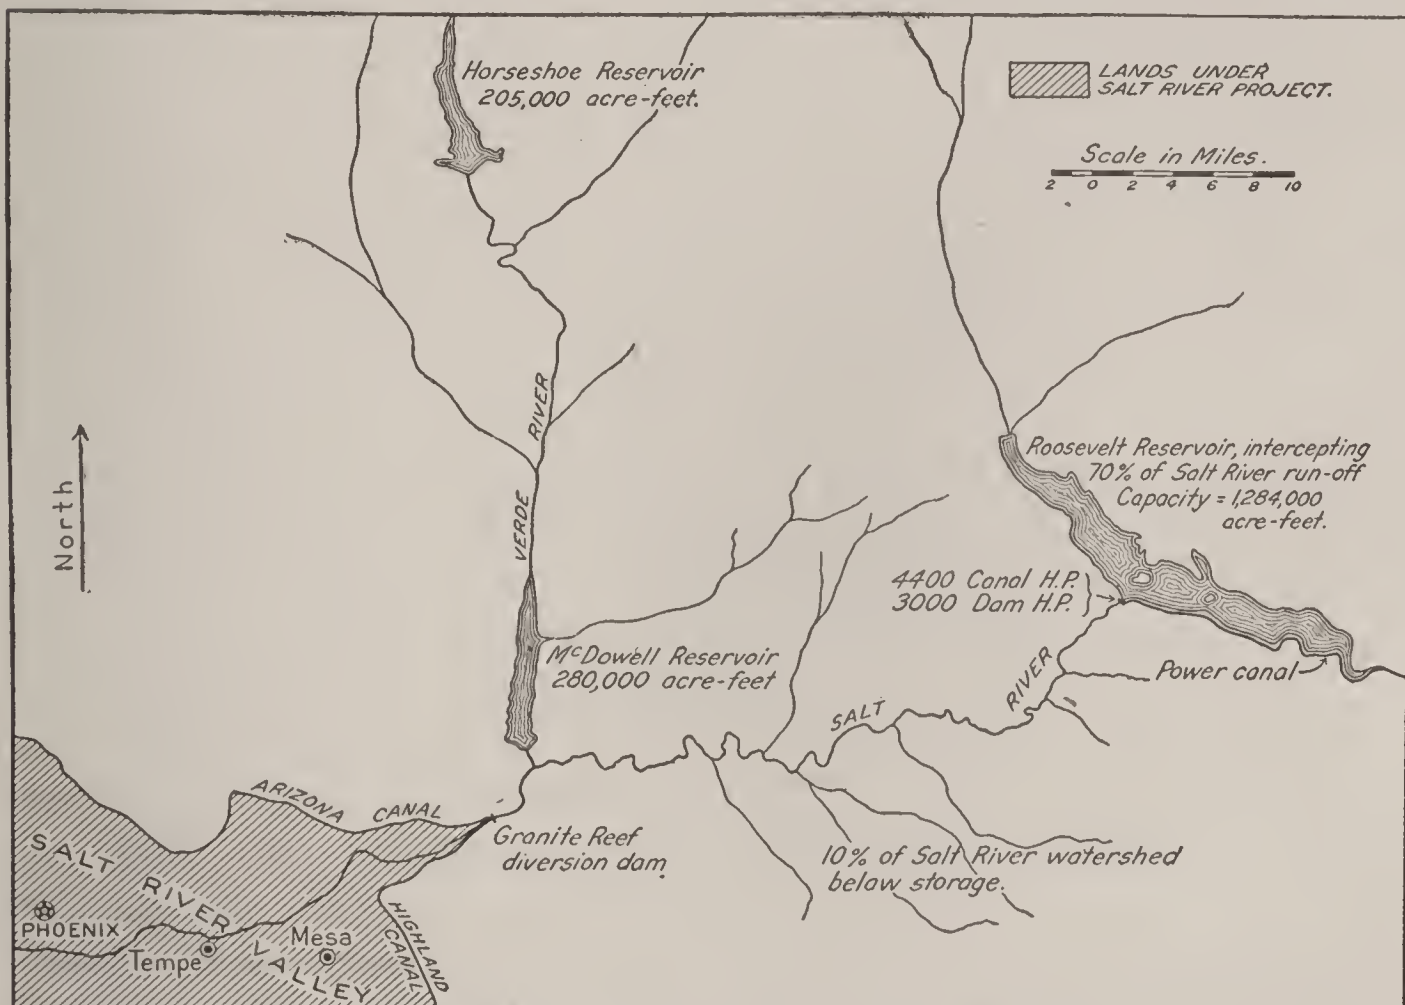 Horseshoe Reservoir
205,000 acre-feet.
LANDS UNDER
SALT RIVER PROJECT.
Scale in Miles.
2 0 2 4 6 8 10
North
VERDE RIVER
Roosevelt Reservoir, intercepting
70% of Salt River run-off
Capacity = 1,284,000
acre-feet.
4400 Canal H.P.
3000 Dam H.P.
McDowell Reservoir
280,000 acre-feet
Power canal
SALT RIVER
ARIZONA CANAL
Granite Reef
diversion dam
10% of Salt River watershed
below storage.
SALT RIVER VALLEY
PHOENIX
Tempe
Mesa
HIGHLAND
CANAL